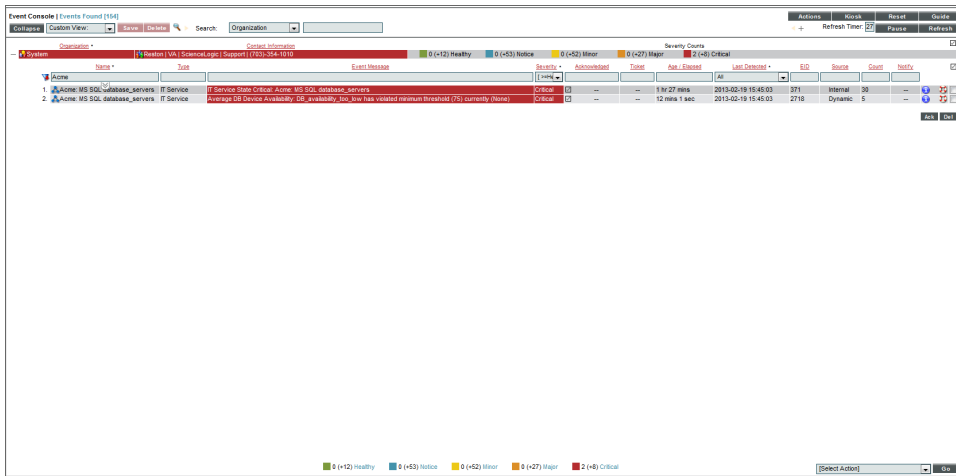 Event Console | Events Found [154]
Actions Kiosk Reset Guide
Collapse Custom View: Save Delete Search: Organization Refresh Timer: 27 Pause Refresh
Organization • Contact Information Severity Counts
System Reston | VA | ScienceLogic | Support | (703)-354-1010 0 (+12) Healthy 0 (+53) Notice 0 (+52) Minor 0 (+27) Major 2 (+8) Critical
Name • Type Event Message Severity • Acknowledged Ticket Age / Elapsed Last Detected • EID Source Count Notify
Acme All
1. Acme: MS SQL database_servers IT Service IT Service State Critical: Acme: MS SQL database_servers Critical -- -- 1 hr 27 mins 2013-02-19 15:45:03 371 Internal 30 --
2. Acme: MS SQL database_servers IT Service Average DB Device Availability: DB_availability_too_low has violated minimum threshold (75) currently (None) Critical -- -- 12 mins 1 sec 2013-02-19 15:45:03 2718 Dynamic 5 --
Ack Del
0 (+12) Healthy 0 (+53) Notice 0 (+52) Minor 0 (+27) Major 2 (+8) Critical
[Select Action] Go